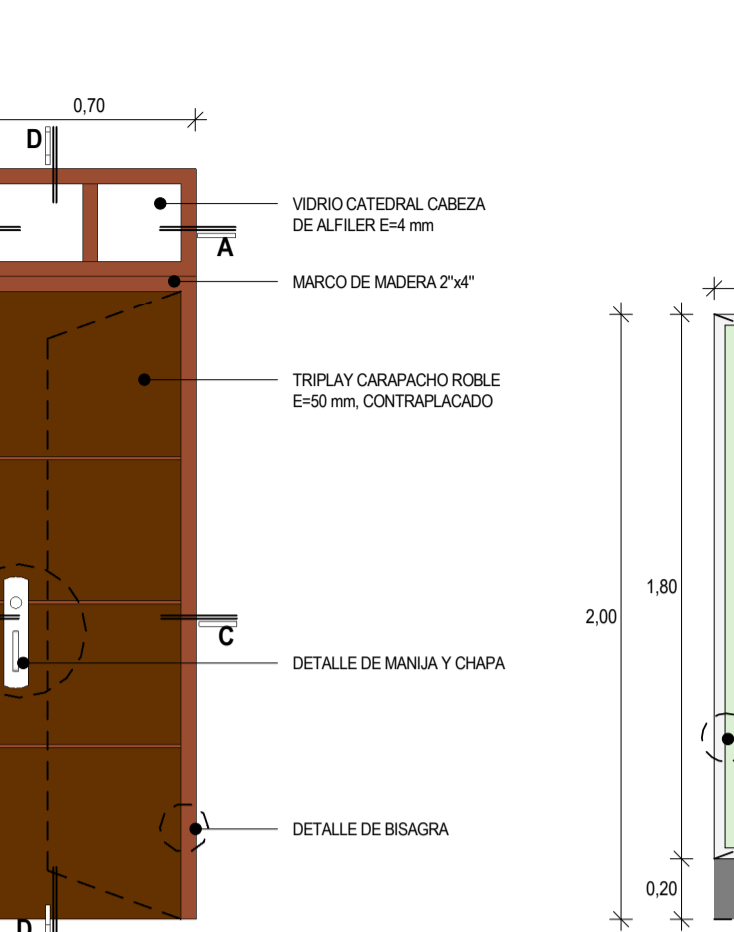 0,70
D
VIDRIO CATEDRAL CABEZA
DE ALFILER E=4 mm
A
MARCO DE MADERA 2"x4"
TRIPLAY CARAPACHO ROBLE
E=50 mm, CONTRAPLACADO
1,80
2,00
C
DETALLE DE MANIJA Y CHAPA
DETALLE DE BISAGRA
0,20
D